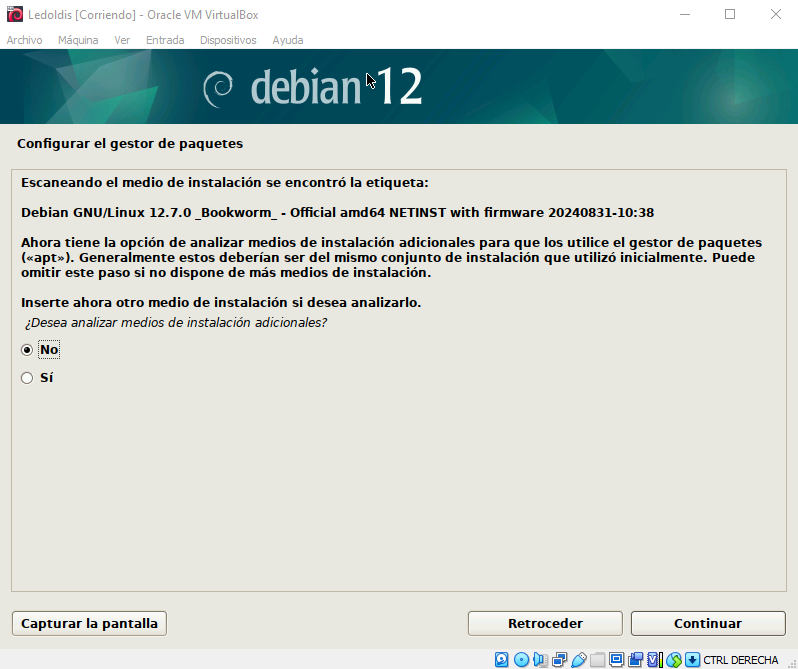 Ledoldis [Corriendo] - Oracle VM VirtualBox
Archivo Máquina Ver Entrada Dispositivos Ayuda
debian 12
Configurar el gestor de paquetes
Escaneando el medio de instalación se encontró la etiqueta:
Debian GNU/Linux 12.7.0 _Bookworm_ - Official amd64 NETINST with firmware 20240831-10:38
Ahora tiene la opción de analizar medios de instalación adicionales para que los utilice el gestor de paquetes
(«apt»). Generalmente estos deberían ser del mismo conjunto de instalación que utilizó inicialmente. Puede
omitir este paso si no dispone de más medios de instalación.
Inserte ahora otro medio de instalación si desea analizarlo.
¿Desea analizar medios de instalación adicionales?
No
Sí
Capturar la pantalla Retroceder Continuar
CTRL DERECHA